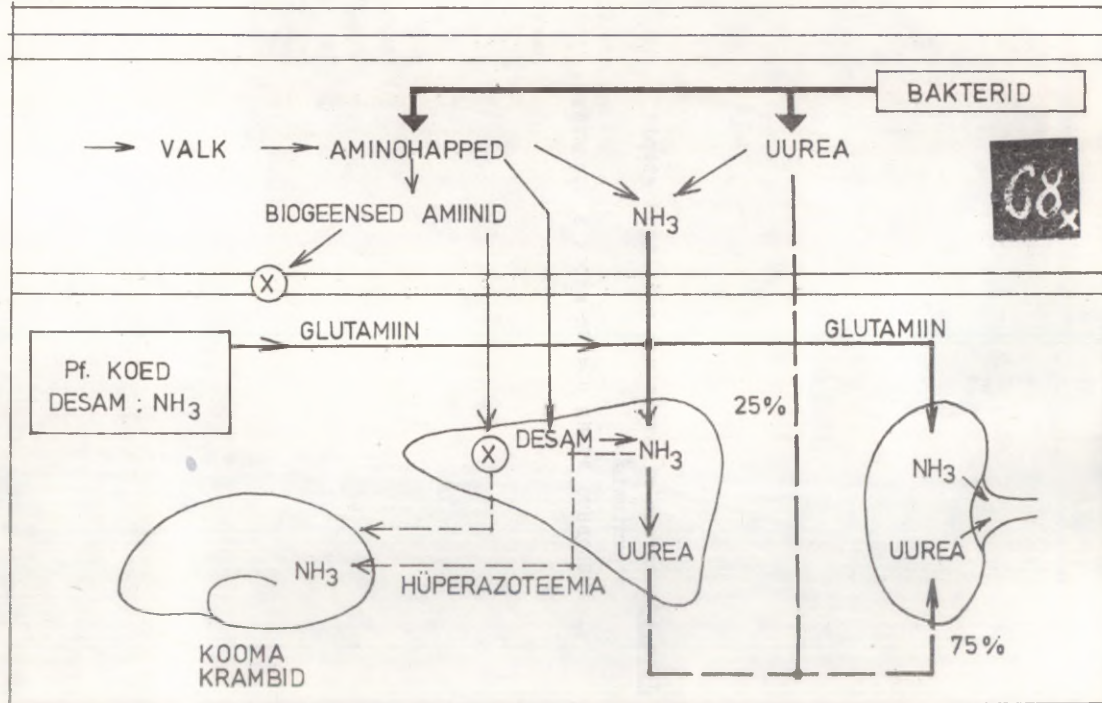 BAKTERID
VALK
AMINOHAPPED
UUREA
BIOGEENSED AMIINID
NH3
X
GLUTAMIIN
GLUTAMIIN
Pf. KOED
DESAM : NH3
25%
DESAM
X
NH3
NH3
UUREA
UUREA
NH3
HÜPERAZOTEEMIA
75%
KOOMA
KRAMBID